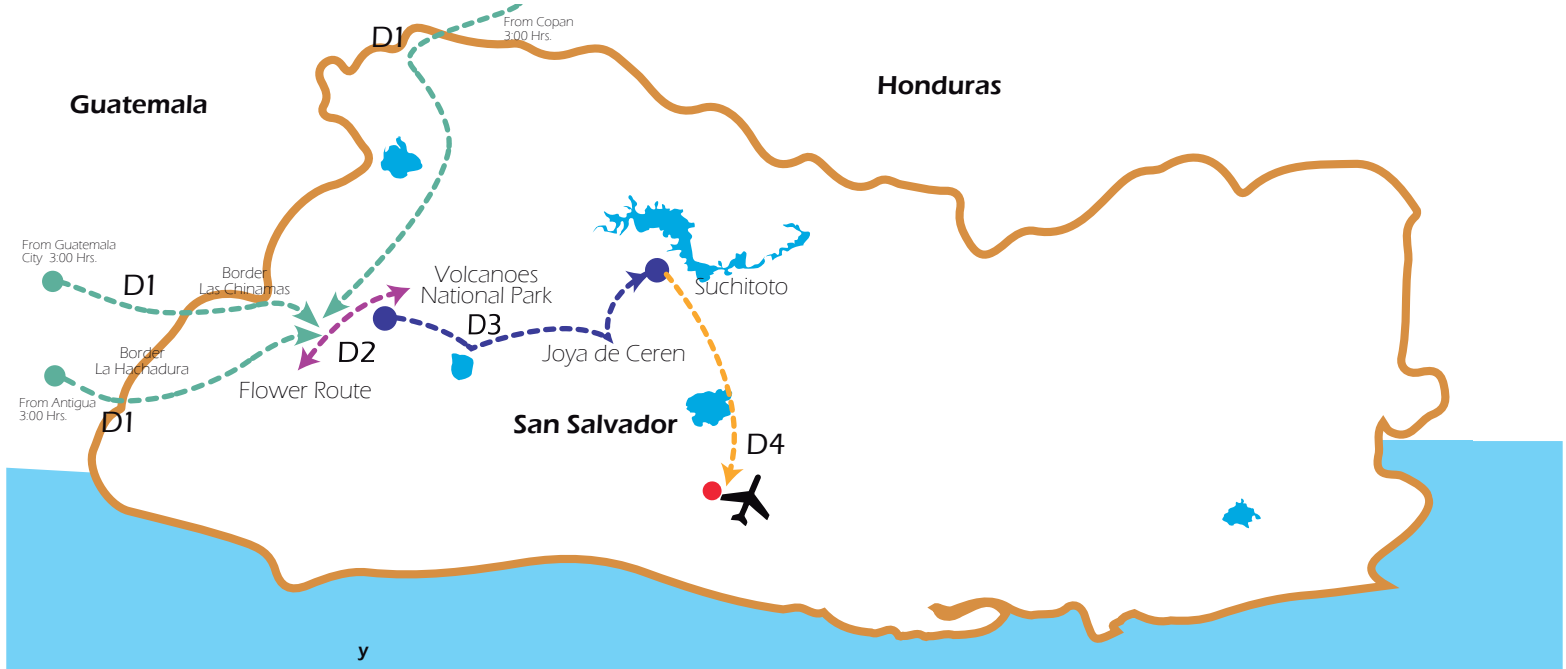 D1
From Copan
3:00 Hrs.
Honduras
Guatemala
From Guatemala
City 3:00 Hrs.
D1
Border
Las Chinamas
Volcanoes
National Park
Suchitoto
D3
D2
Joya de Ceren
Border
La Hachadura
Flower Route
From Antigua
3:00 Hrs.
D1
San Salvador
D4
y